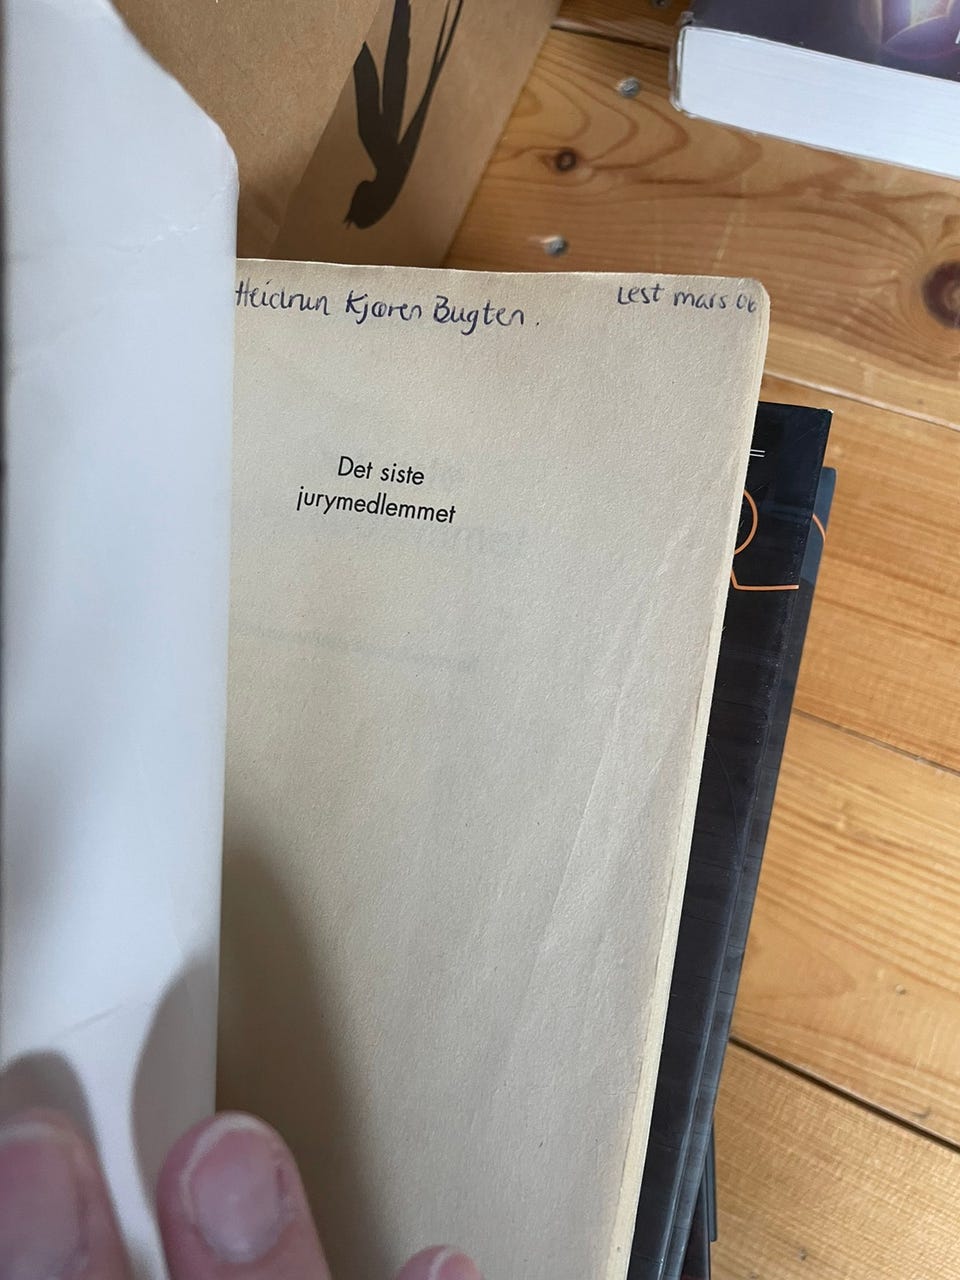 Heidrun Kjøren Bugten. Lest mars 06
Det siste
jurymedlemmet